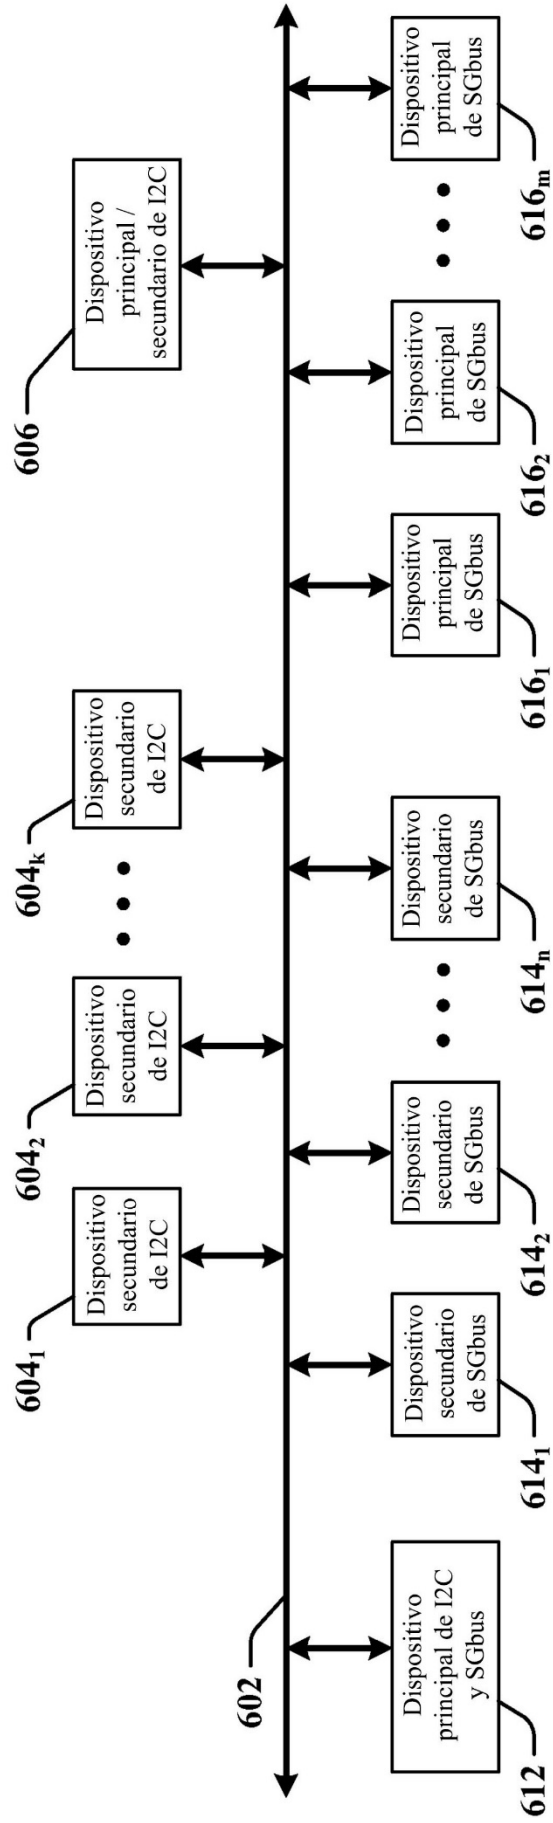 604₁
Dispositivo
secundario
de I2C
604₂
Dispositivo
secundario
de I2C
604ₖ
Dispositivo
secundario
de I2C
606
Dispositivo
principal /
secundario de I2C
602
Dispositivo
principal de I2C
y SGbus
612
Dispositivo
secundario
de SGbus
614₁
Dispositivo
secundario
de SGbus
614₂
Dispositivo
secundario
de SGbus
614ₙ
Dispositivo
principal
de SGbus
616₁
Dispositivo
principal
de SGbus
616₂
Dispositivo
principal
de SGbus
616ₘ